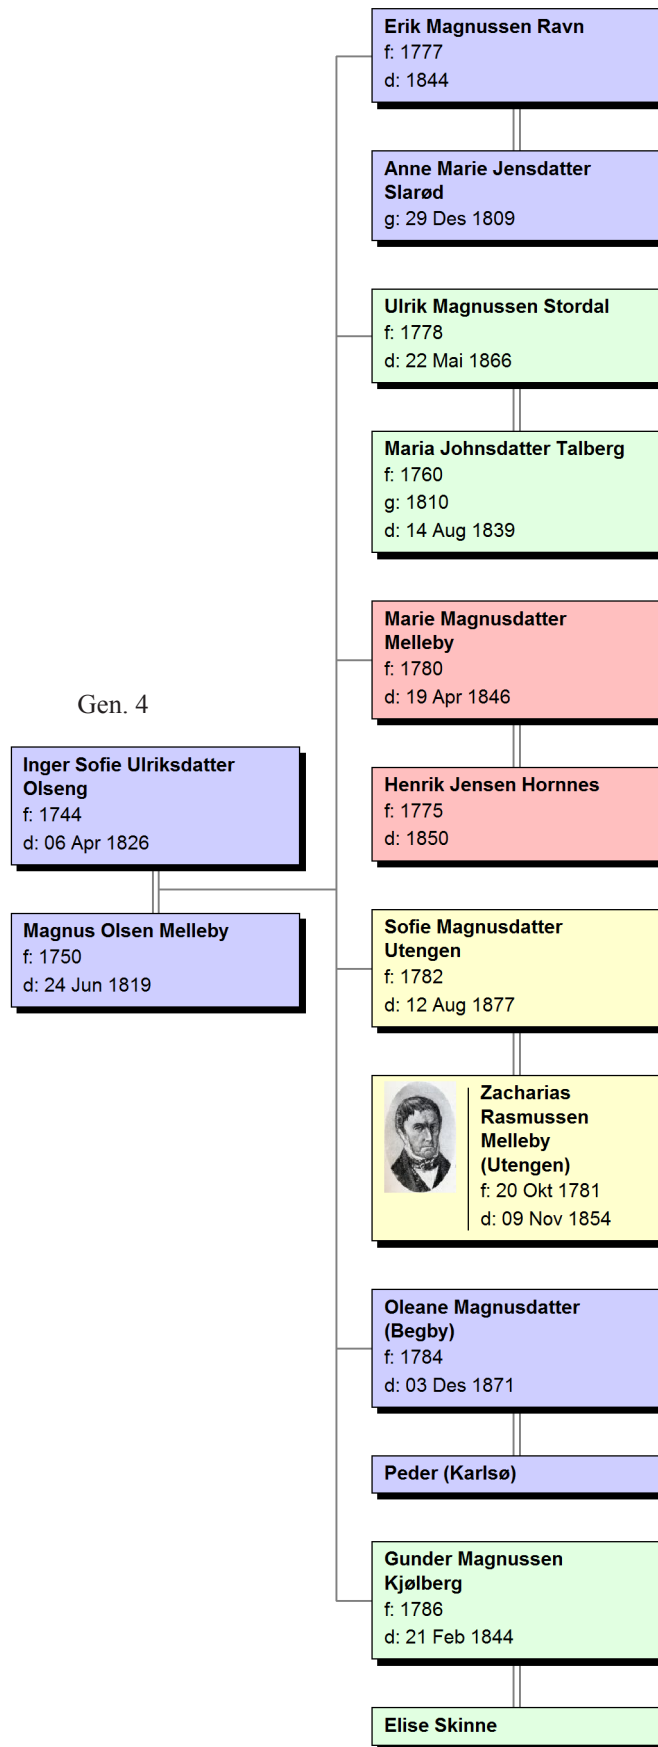 Erik Magnussen Ravn
f: 1777
d: 1844
Anne Marie Jensdatter
Slarød
g: 29 Des 1809
Ulrik Magnussen Stordal
f: 1778
d: 22 Mai 1866
Maria Johnsdatter Talberg
f: 1760
g: 1810
d: 14 Aug 1839
Marie Magnusdatter
Melleby
f: 1780
d: 19 Apr 1846
Gen. 4
Inger Sofie Ulriksdatter
Olseng
f: 1744
d: 06 Apr 1826
Henrik Jensen Hornnes
f: 1775
d: 1850
Magnus Olsen Melleby
f: 1750
d: 24 Jun 1819
Sofie Magnusdatter
Utengen
f: 1782
d: 12 Aug 1877
Zacharias
Rasmussen
Melleby
(Utengen)
f: 20 Okt 1781
d: 09 Nov 1854
Oleane Magnusdatter
(Begby)
f: 1784
d: 03 Des 1871
Peder (Karlsø)
Gunder Magnussen
Kjølberg
f: 1786
d: 21 Feb 1844
Elise Skinne